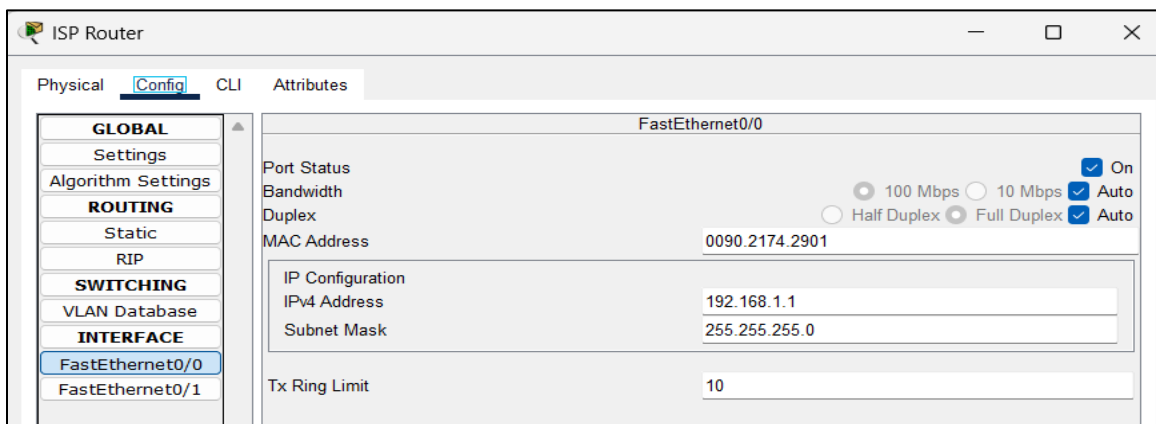 ISP Router
Physical Config CLI Attributes
GLOBAL
Settings
Algorithm Settings
ROUTING
Static
RIP
SWITCHING
VLAN Database
INTERFACE
FastEthernet0/0
FastEthernet0/1
FastEthernet0/0
Port Status On
Bandwidth 100 Mbps 10 Mbps Auto
Duplex Half Duplex Full Duplex Auto
MAC Address 0090.2174.2901
IP Configuration
IPv4 Address 192.168.1.1
Subnet Mask 255.255.255.0
Tx Ring Limit 10